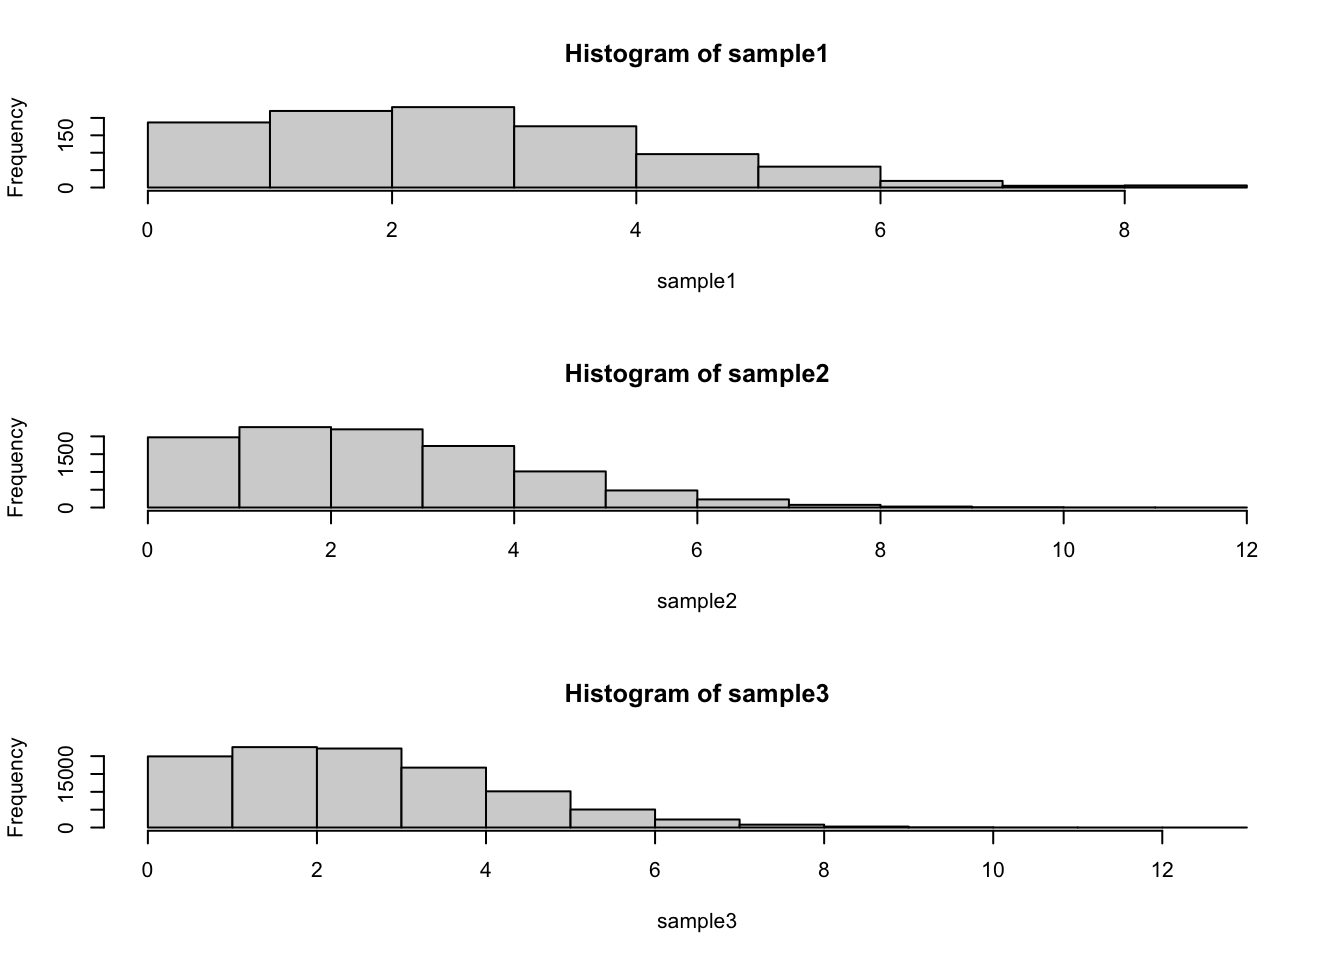 Histogram of sample1
Frequency
150
0
0 2 4 6 8
sample1
Histogram of sample2
Frequency
1500
0
0 2 4 6 8 10 12
sample2
Histogram of sample3
Frequency
15000
0
0 2 4 6 8 10 12
sample3